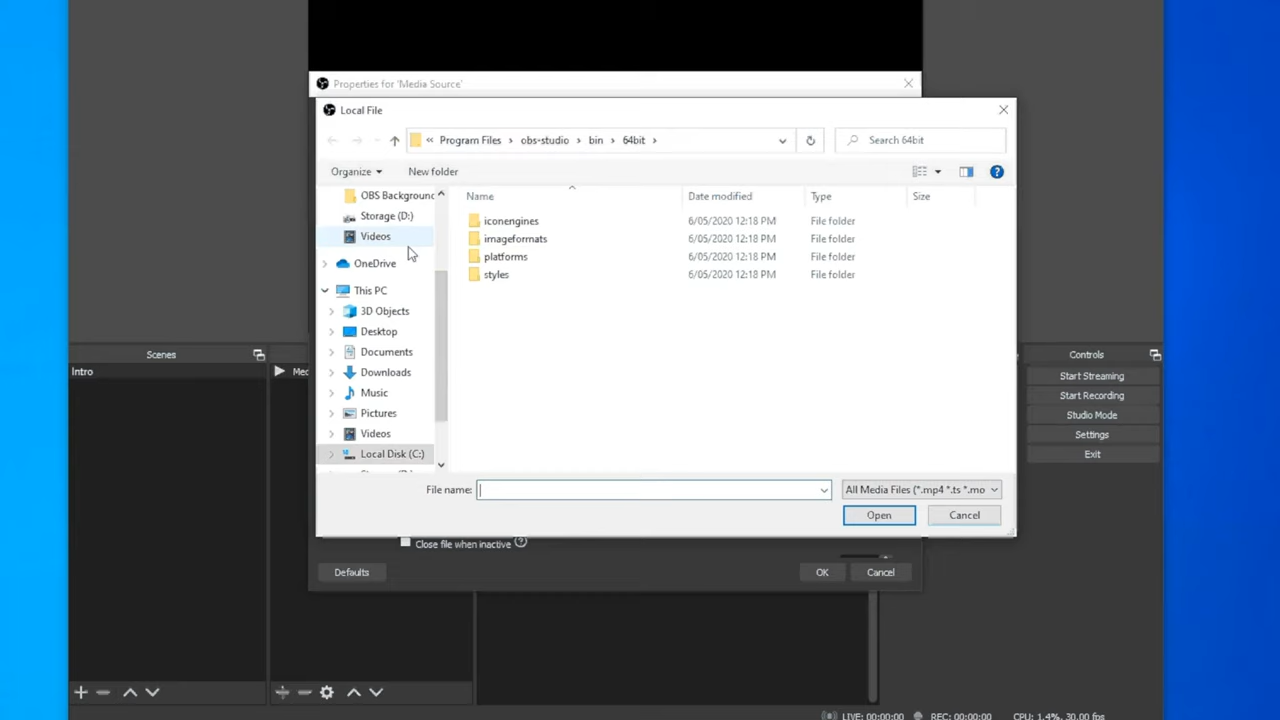 Properties for 'Media Source'
Local File
« Program Files > obs-studio > bin > 64bit >
Search 64bit
Organize
New folder
OBS Background
Storage (D:)
Videos
OneDrive
This PC
3D Objects
Desktop
Documents
Downloads
Music
Pictures
Videos
Local Disk (C:)
Name Date modified Type Size
iconengines 6/05/2020 12:18 PM File folder
imageformats 6/05/2020 12:18 PM File folder
platforms 6/05/2020 12:18 PM File folder
styles 6/05/2020 12:18 PM File folder
File name:
All Media Files (*.mp4 *.ts *.mo
Open
Cancel
Close file when inactive
Defaults
OK
Cancel
Scenes
Intro
Med
Controls
Start Streaming
Start Recording
Studio Mode
Settings
Exit
LIVE: 00:00:00 REC: 00:00:00 CPU: 1.4%, 30.00 fps